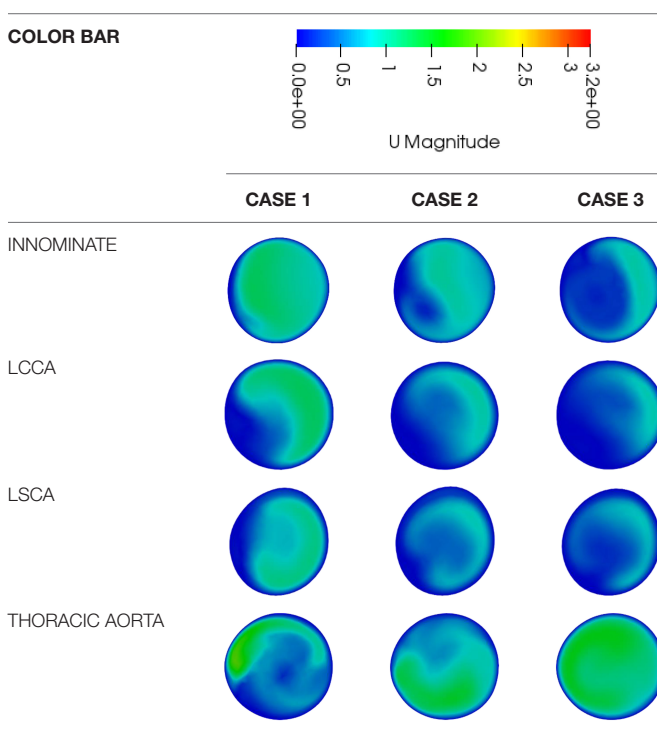 COLOR BAR
0.0e+00 0.5 1 1.5 2 2.5 3 3.2e+00
U Magnitude
CASE 1 CASE 2 CASE 3
INNOMINATE
LCCA
LSCA
THORACIC AORTA